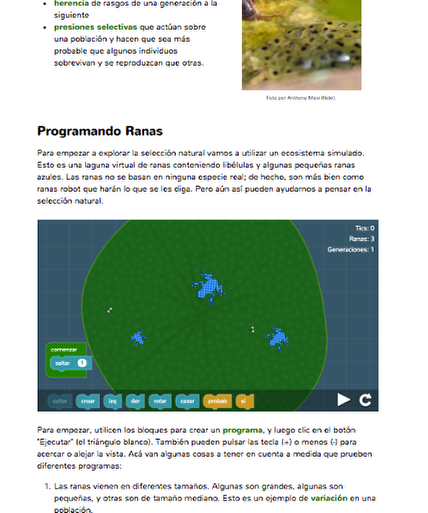 herencia de rasgos de una generación a la
siguiente
presiones selectivas que actúan sobre
una población y hacen que sea más
probable que algunos individuos
sobrevivan y se reproduzcan que otras.
Foto por Anthony Masi (flickr).
Programando Ranas
Para empezar a explorar la selección natural vamos a utilizar un ecosistema simulado.
Esto es una laguna virtual de ranas conteniendo libélulas y algunas pequeñas ranas
azules. Las ranas no se basan en ninguna especie real; de hecho, son más bien como
ranas robot que harán lo que se les diga. Pero aún así pueden ayudarnos a pensar en la
selección natural.
Tics: 0
Ranas: 3
Generaciones: 1
comenzar
saltar 1
saltar croar izq der rotar cazar probab si
Para empezar, utilicen los bloques para crear un programa, y luego clic en el botón
"Ejecutar" (el triángulo blanco). También pueden pulsar las tecla (+) o menos (-) para
acercar o alejar la vista. Acá van algunas cosas a tener en cuenta a medida que prueben
diferentes programas:
1. Las ranas vienen en diferentes tamaños. Algunas son grandes, algunas son
pequeñas, y otras son de tamaño mediano. Esto es un ejemplo de variación en una
población.